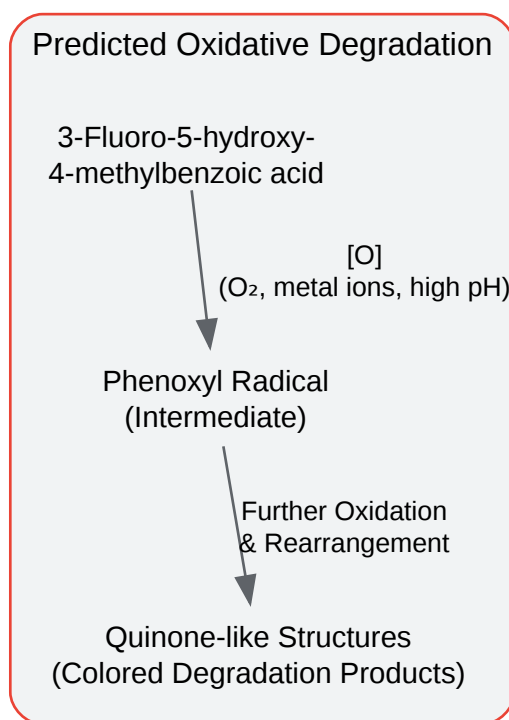 Predicted Oxidative Degradation
3-Fluoro-5-hydroxy-
4-methylbenzoic acid
[O]
(O₂, metal ions, high pH)
Phenoxyl Radical
(Intermediate)
Further Oxidation
& Rearrangement
Quinone-like Structures
(Colored Degradation Products)